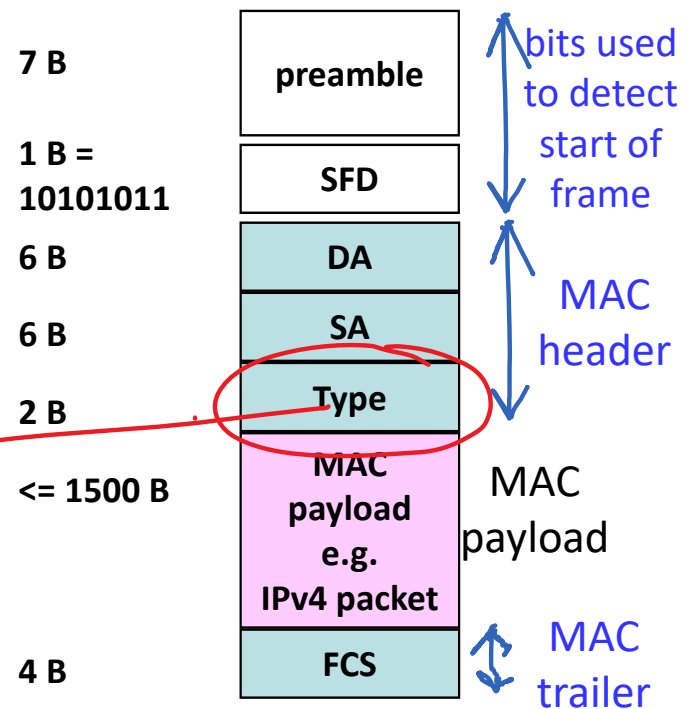 7 B
preamble
bits used
to detect
start of
frame
1 B =
10101011
SFD
6 B
DA
MAC
header
6 B
SA
2 B
Type
<= 1500 B
MAC
payload
e.g.
IPv4 packet
MAC
payload
4 B
FCS
MAC
trailer